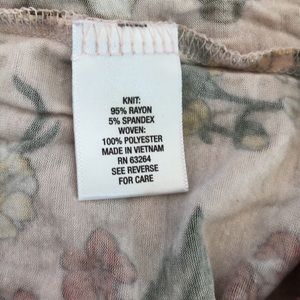 KNIT:
95% RAYON
5% SPANDEX
WOVEN:
100% POLYESTER
MADE IN VIETNAM
RN 63264
SEE REVERSE
FOR CARE